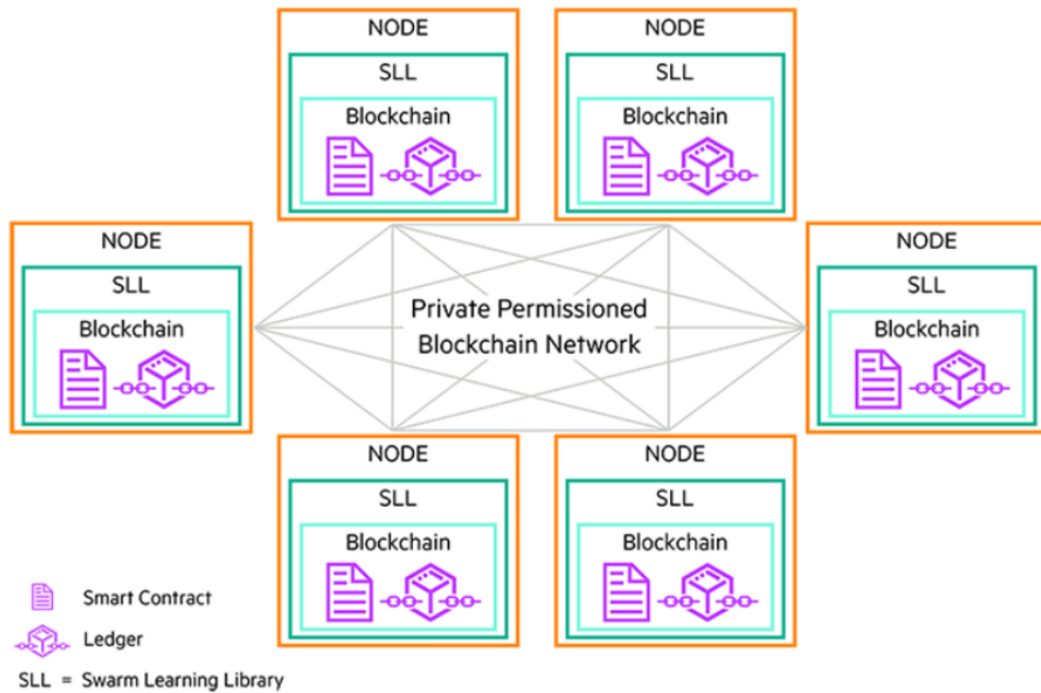 NODE
SLL
Blockchain
NODE
SLL
Blockchain
NODE
SLL
Blockchain
Private Permissioned
Blockchain Network
NODE
SLL
Blockchain
NODE
SLL
Blockchain
NODE
SLL
Blockchain
Smart Contract
Ledger
SLL = Swarm Learning Library